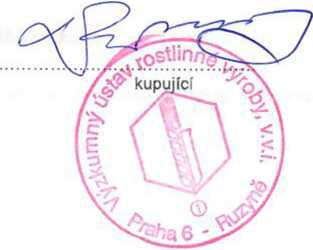 kupující
Výzkumný ústav rostlinné výroby, v.v.i.
Praha 6 - Ruzyně